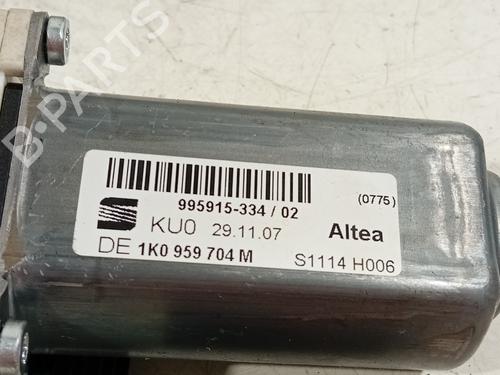 B-PARTS
995915-334 / 02
(0775)
KU0 29.11.07 Altea
DE 1K0 959 704 M S1114 H006